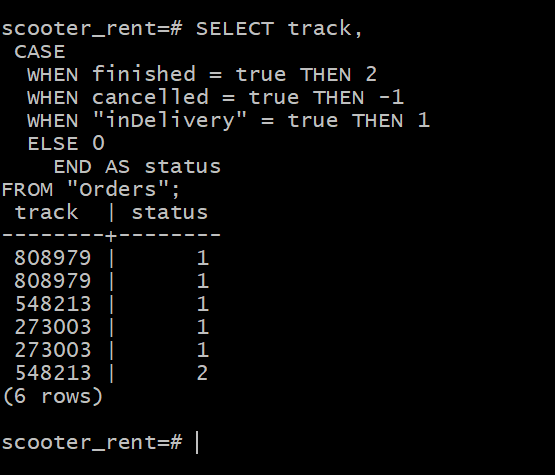 scooter_rent=# SELECT track,
 CASE
  WHEN finished = true THEN 2
  WHEN cancelled = true THEN -1
  WHEN "inDelivery" = true THEN 1
  ELSE 0
    END AS status
FROM "Orders";
 track  | status
--------+--------
 808979 |      1
 808979 |      1
 548213 |      1
 273003 |      1
 273003 |      1
 548213 |      2
(6 rows)

scooter_rent=#